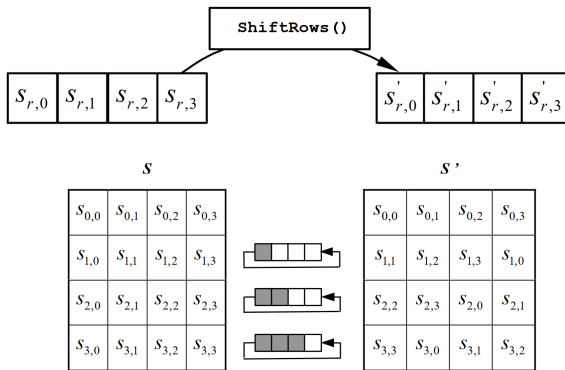 ShiftRows()
S_{r,0} S_{r,1} S_{r,2} S_{r,3} S'_{r,0} S'_{r,1} S'_{r,2} S'_{r,3}
S S'
S_{0,0} S_{0,1} S_{0,2} S_{0,3} S_{0,0} S_{0,1} S_{0,2} S_{0,3}
S_{1,0} S_{1,1} S_{1,2} S_{1,3} S_{1,1} S_{1,2} S_{1,3} S_{1,0}
S_{2,0} S_{2,1} S_{2,2} S_{2,3} S_{2,2} S_{2,3} S_{2,0} S_{2,1}
S_{3,0} S_{3,1} S_{3,2} S_{3,3} S_{3,3} S_{3,0} S_{3,1} S_{3,2}